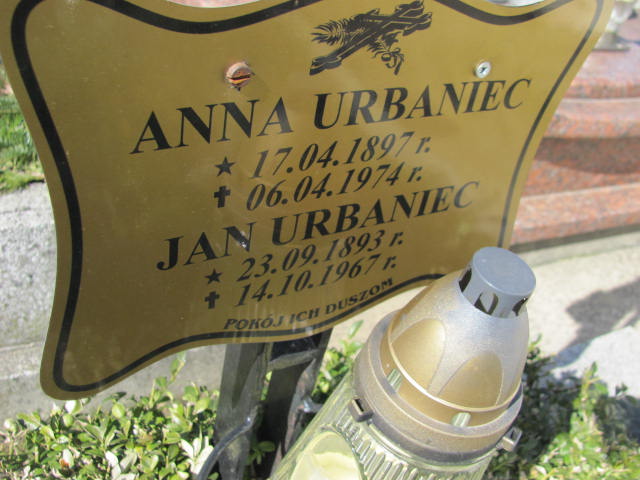 ANNA URBANIEC
★ 17.04.1897 r.
✝ 06.04.1974 r.
JAN URBANIEC
★ 23.09.1893 r.
✝ 14.10.1967 r.
POKÓJ ICH DUSZOM